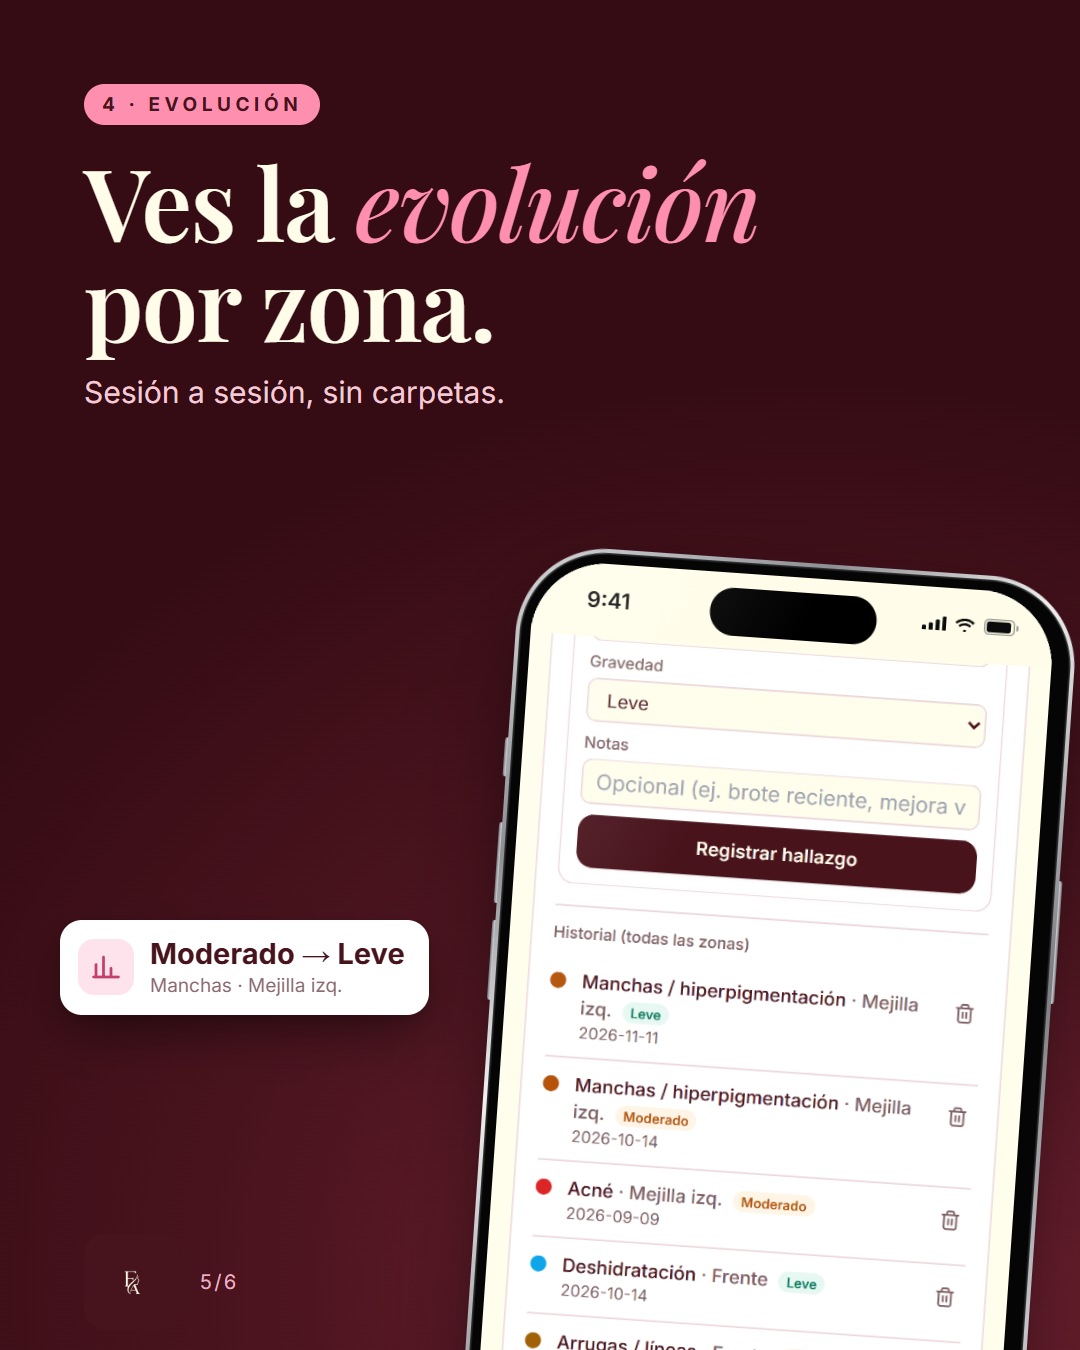 4 · EVOLUCIÓN
Ves la evolución
por zona.
Sesión a sesión, sin carpetas.
9:41
Gravedad
Leve
Notas
Opcional (ej. brote reciente, mejora v
Registrar hallazgo
Historial (todas las zonas)
Manchas / hiperpigmentación · Mejilla
izq. Leve
2026-11-11
Manchas / hiperpigmentación · Mejilla
izq. Moderado
2026-10-14
Acné · Mejilla izq. Moderado
2026-09-09
Deshidratación · Frente Leve
2026-10-14
Arrugas / líneas
Moderado → Leve
Manchas · Mejilla izq.
5/6